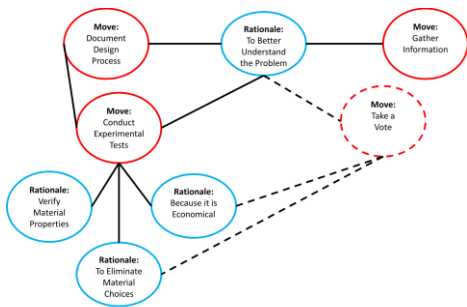 Move:
Document
Design
Process
Rationale:
To Better
Understand
the Problem
Move:
Gather
Information
Move:
Conduct
Experimental
Tests
Move:
Take a
Vote
Rationale:
Verify
Material
Properties
Rationale:
Because it is
Economical
Rationale:
To Eliminate
Material
Choices